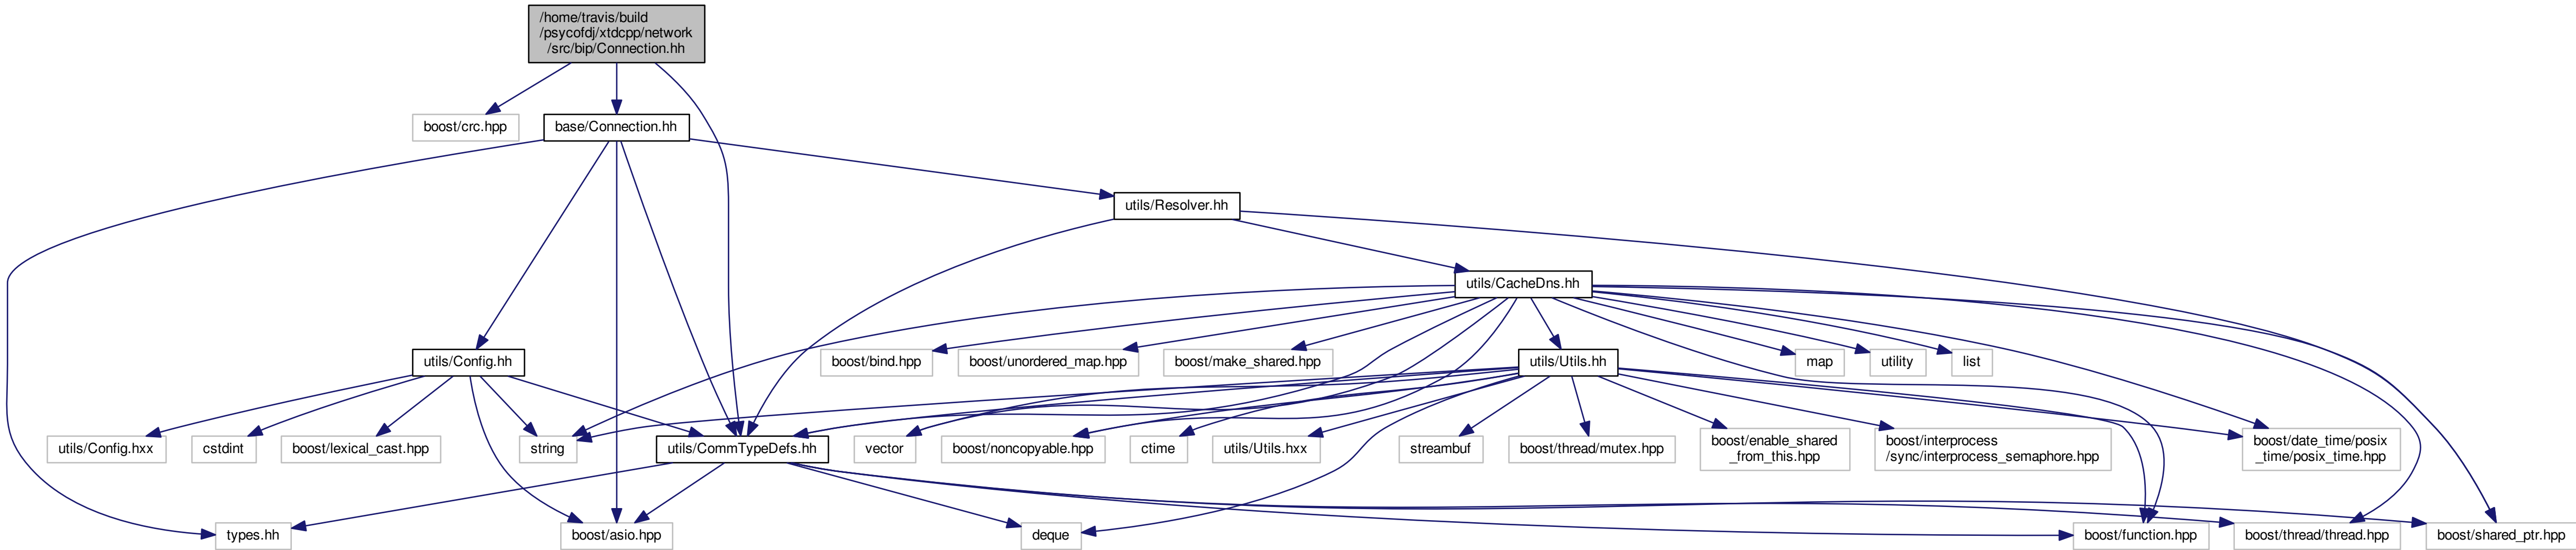 /home/travis/build
/psycofdj/xtdcpp/network
/src/bip/Connection.hh
boost/crc.hpp
base/Connection.hh
utils/Resolver.hh
utils/CacheDns.hh
utils/Config.hh
boost/bind.hpp
boost/unordered_map.hpp
boost/make_shared.hpp
utils/Utils.hh
map
utility
list
utils/Config.hxx
cstdint
boost/lexical_cast.hpp
string
utils/CommTypeDefs.hh
vector
boost/noncopyable.hpp
ctime
utils/Utils.hxx
streambuf
boost/thread/mutex.hpp
boost/enable_shared
_from_this.hpp
boost/interprocess
/sync/interprocess_semaphore.hpp
boost/date_time/posix
_time/posix_time.hpp
types.hh
boost/asio.hpp
deque
boost/function.hpp
boost/thread/thread.hpp
boost/shared_ptr.hpp